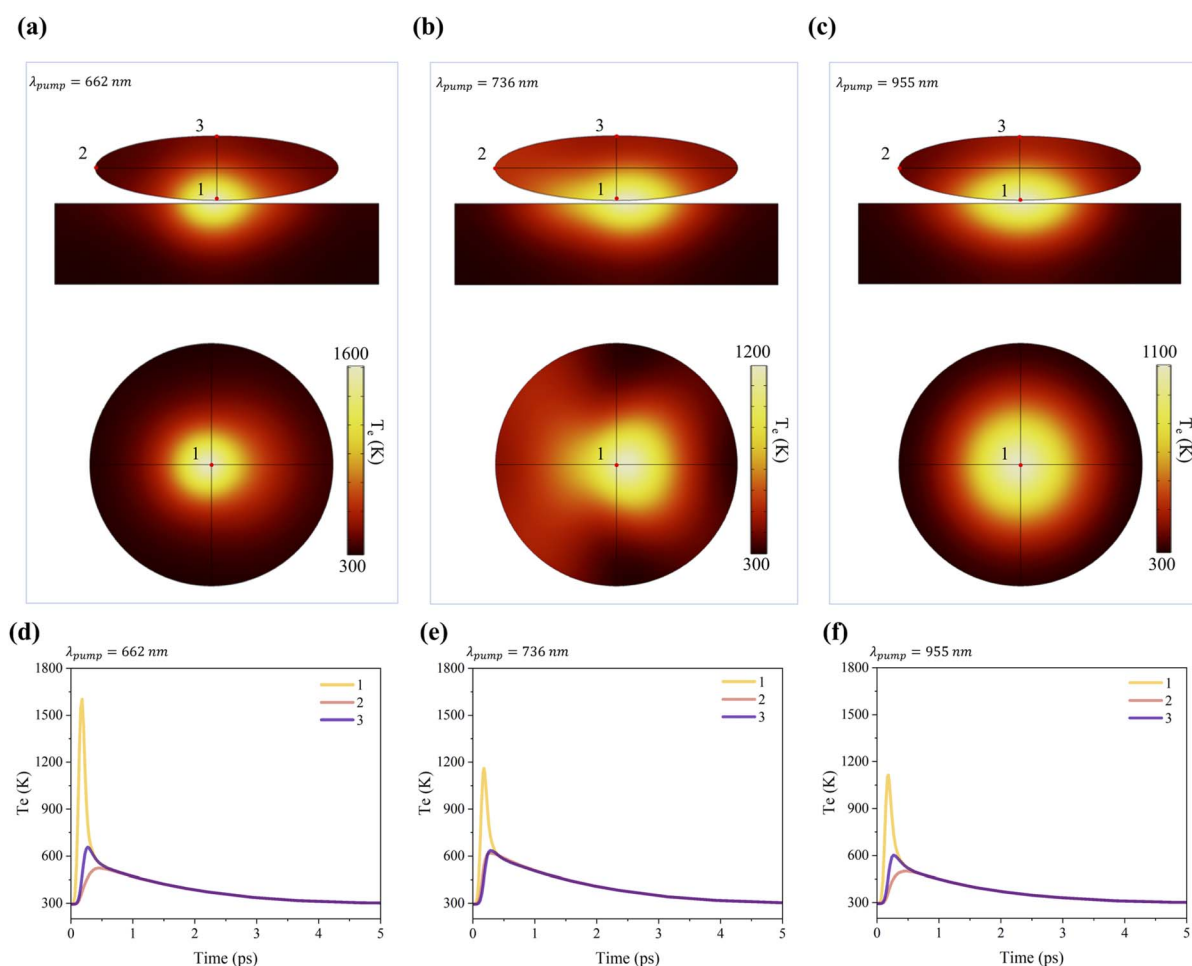 (a)
λpump = 662 nm
3
2
1
1600
1
T_e (K)
300
(b)
λpump = 736 nm
3
2
1
1200
1
T_e (K)
300
(c)
λpump = 955 nm
3
2
1
1100
1
T_e (K)
300
(d)
λpump = 662 nm
1800
1500
1200
900
600
300
Te (K)
1
2
3
0 1 2 3 4 5
Time (ps)
(e)
λpump = 736 nm
1800
1500
1200
900
600
300
Te (K)
1
2
3
0 1 2 3 4 5
Time (ps)
(f)
λpump = 955 nm
1800
1500
1200
900
600
300
Te (K)
1
2
3
0 1 2 3 4 5
Time (ps)